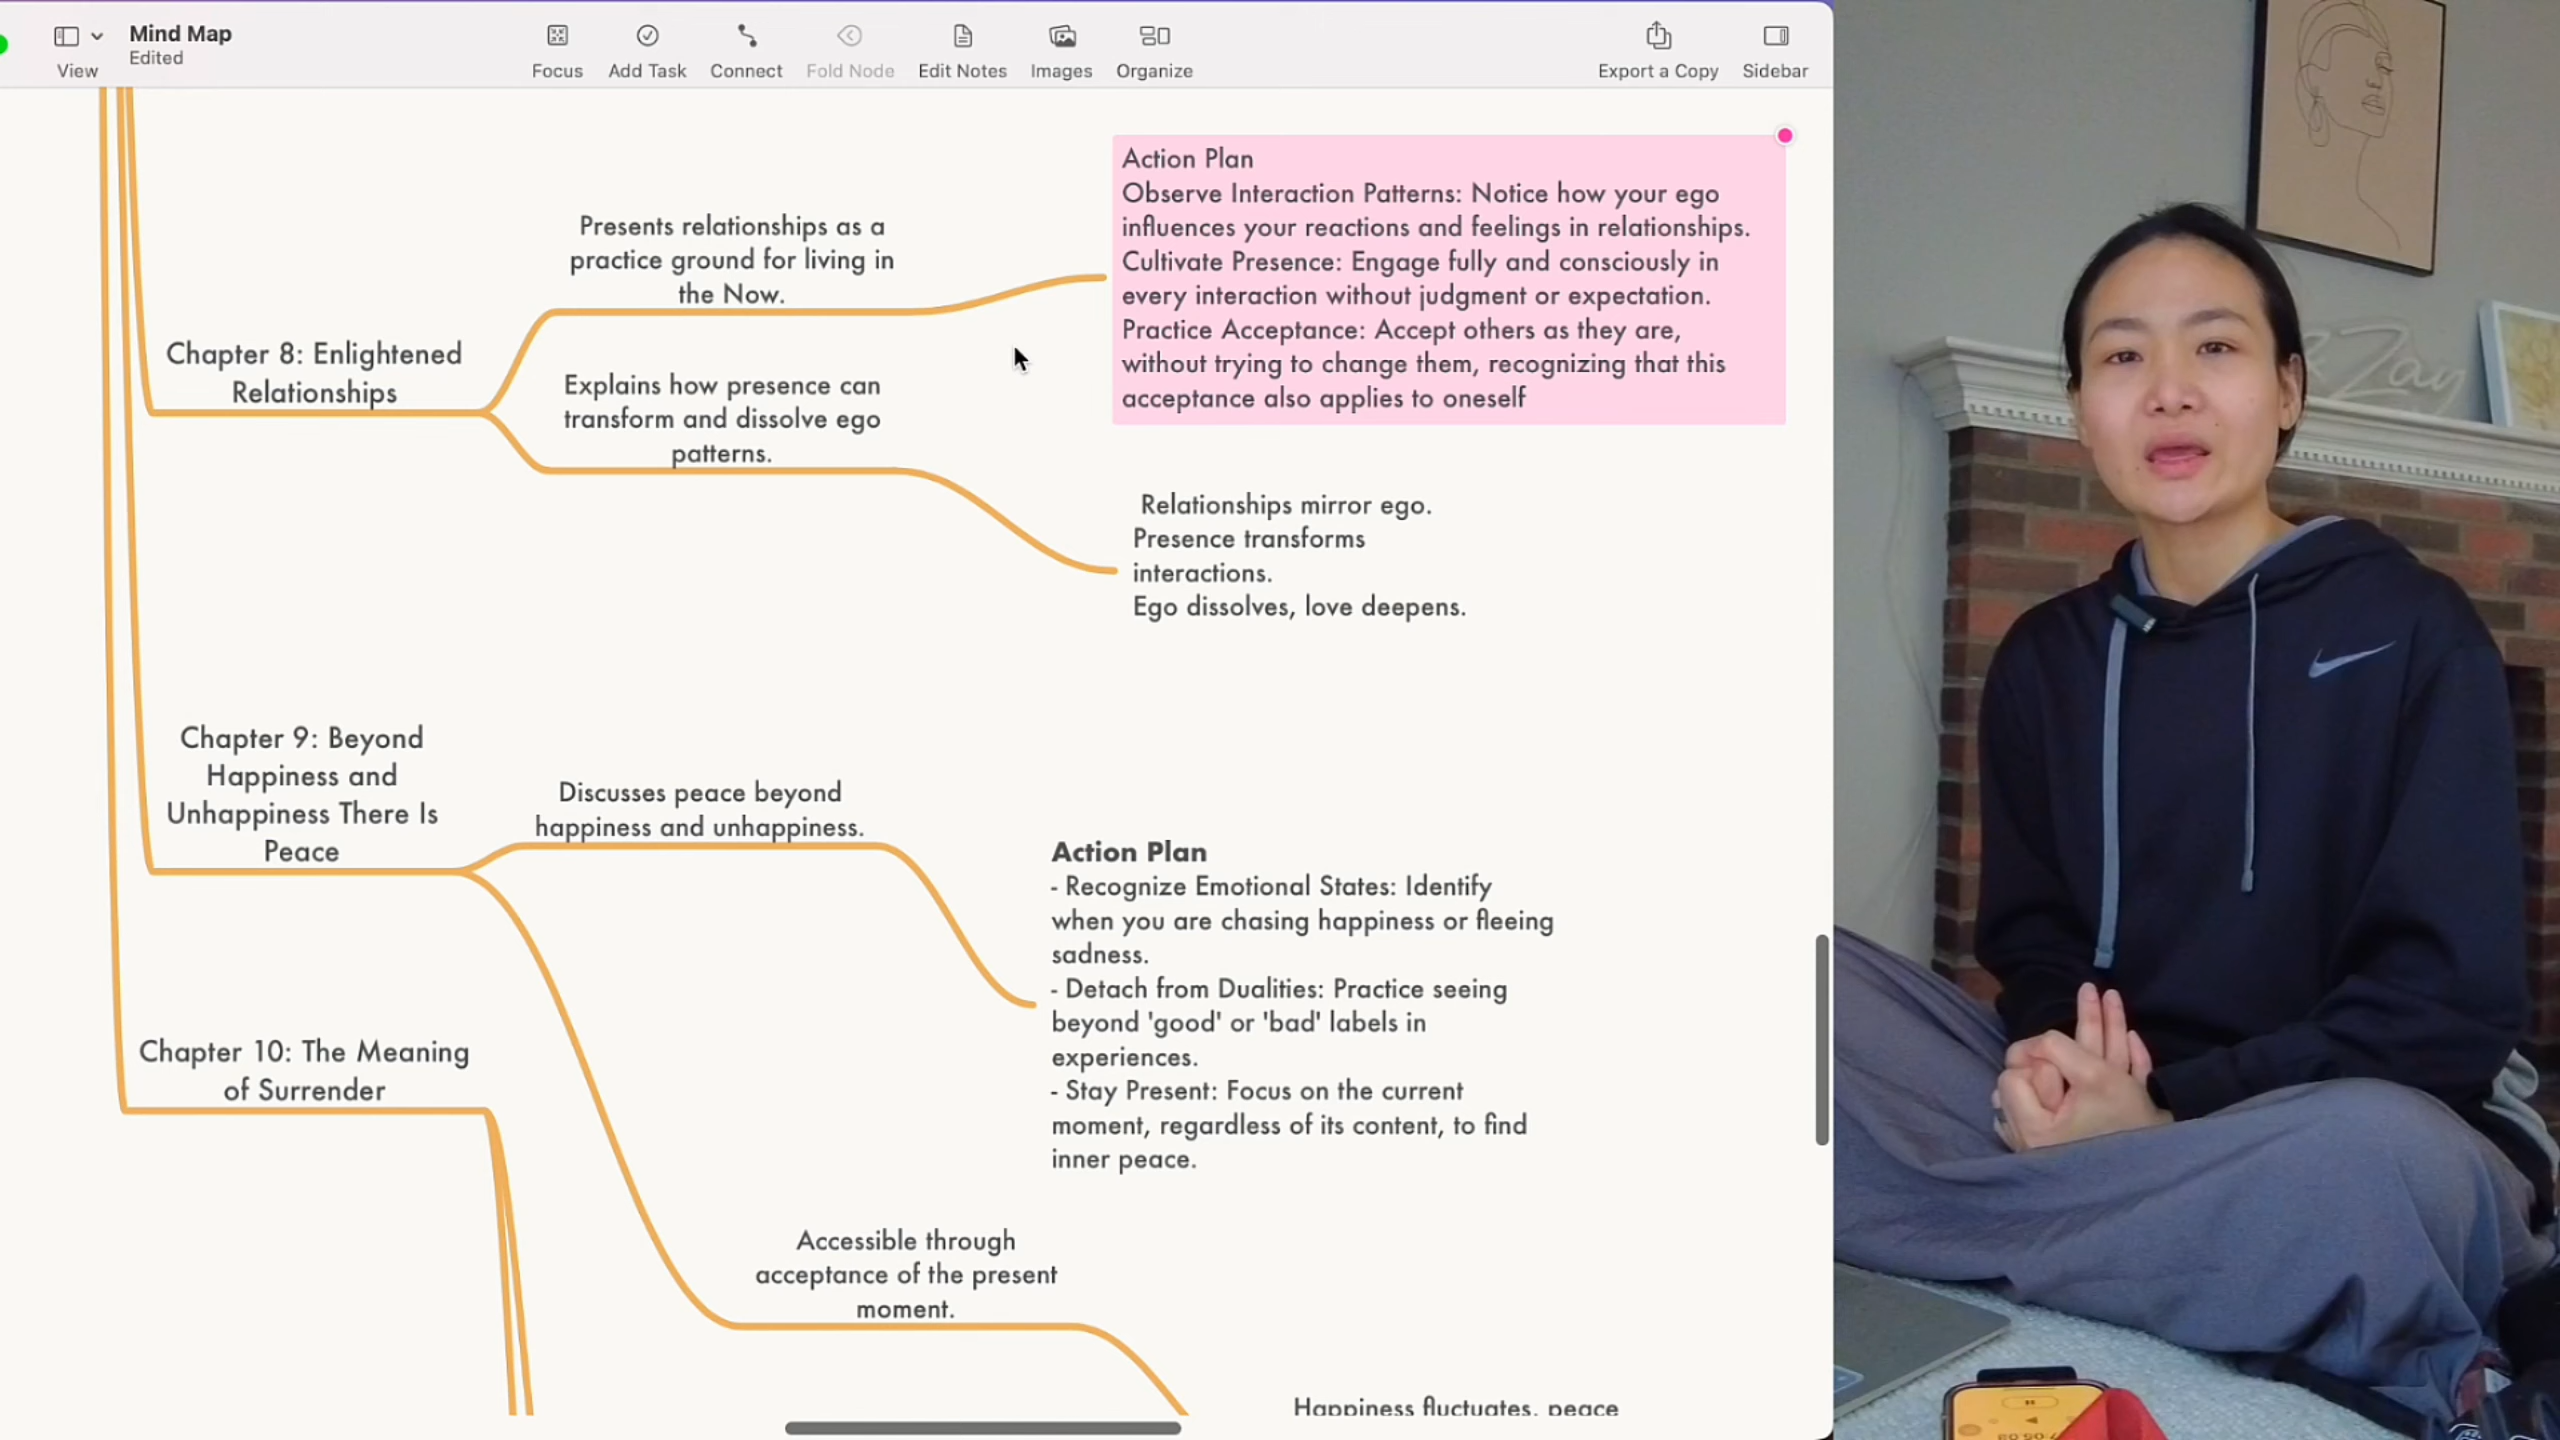 Mind Map
Edited
View
Focus
Add Task
Connect
Fold Node
Edit Notes
Images
Organize
Export a Copy
Sidebar
Action Plan
Observe Interaction Patterns: Notice how your ego
influences your reactions and feelings in relationships.
Cultivate Presence: Engage fully and consciously in
every interaction without judgment or expectation.
Practice Acceptance: Accept others as they are,
without trying to change them, recognizing that this
acceptance also applies to oneself
Presents relationships as a
practice ground for living in
the Now.
Chapter 8: Enlightened
Relationships
Explains how presence can
transform and dissolve ego
patterns.
Relationships mirror ego.
Presence transforms
interactions.
Ego dissolves, love deepens.
Chapter 9: Beyond
Happiness and
Unhappiness There Is
Peace
Discusses peace beyond
happiness and unhappiness.
Action Plan
- Recognize Emotional States: Identify
when you are chasing happiness or fleeing
sadness.
- Detach from Dualities: Practice seeing
beyond 'good' or 'bad' labels in
experiences.
- Stay Present: Focus on the current
moment, regardless of its content, to find
inner peace.
Chapter 10: The Meaning
of Surrender
Accessible through
acceptance of the present
moment.
Happiness fluctuates, peace
& Zay